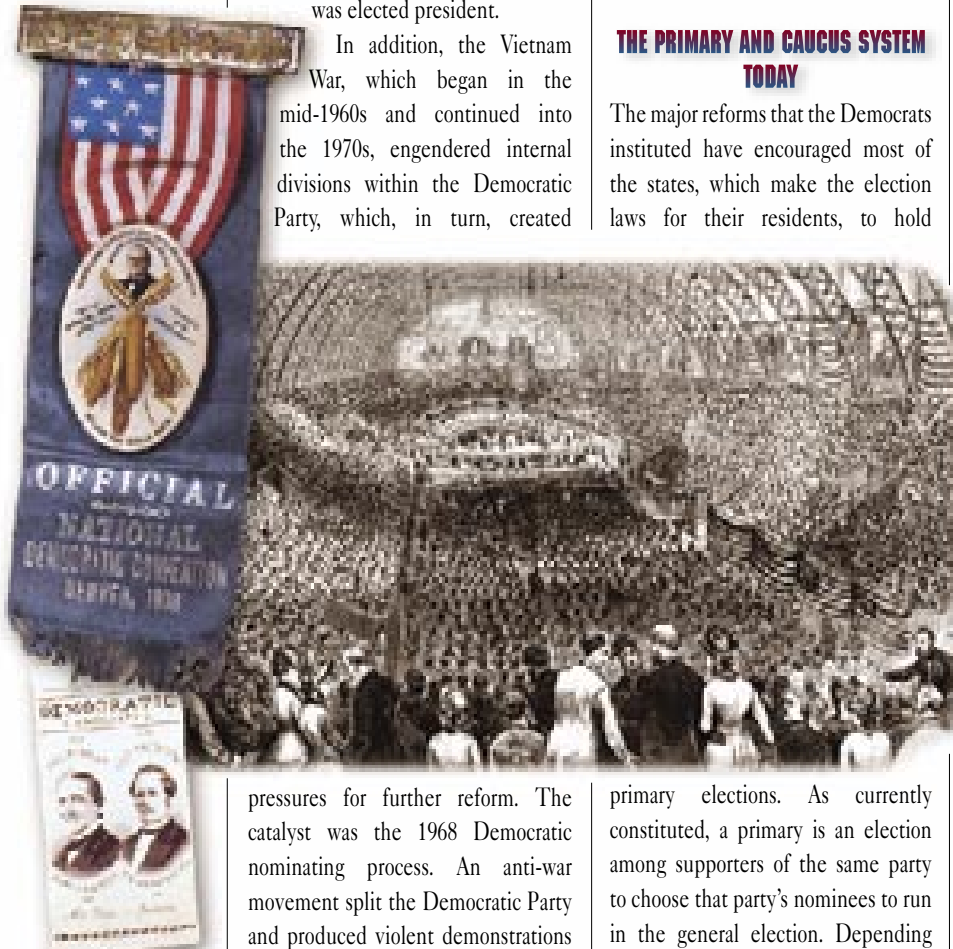 was elected president.
In addition, the Vietnam
War, which began in the
mid-1960s and continued into
the 1970s, engendered internal
divisions within the Democratic
Party, which, in turn, created
pressures for further reform. The
catalyst was the 1968 Democratic
nominating process. An anti-war
movement split the Democratic Party
and produced violent demonstrations
THE PRIMARY AND CAUCUS SYSTEM
TODAY
The major reforms that the Democrats
instituted have encouraged most of
the states, which make the election
laws for their residents, to hold
primary elections. As currently
constituted, a primary is an election
among supporters of the same party
to choose that party's nominees to run
in the general election. Depending
OFFICIAL
NATIONAL
DEMOCRATIC CONVENTION
DEMOCRATIC